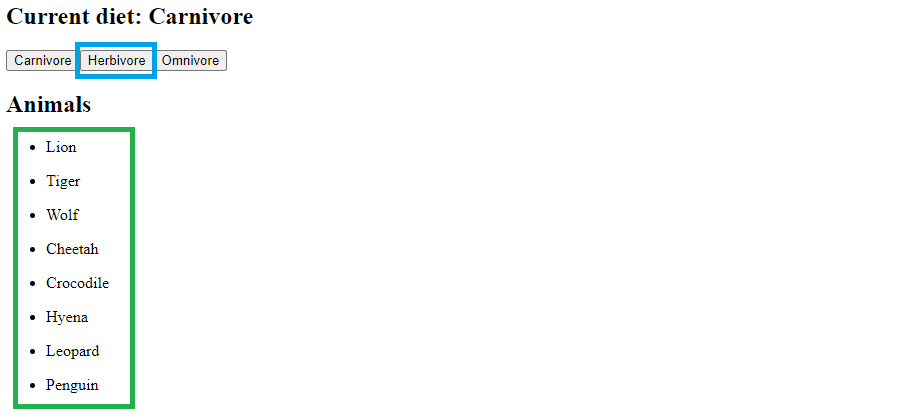 Current diet: Carnivore
Carnivore Herbivore Omnivore
Animals
Lion
Tiger
Wolf
Cheetah
Crocodile
Hyena
Leopard
Penguin